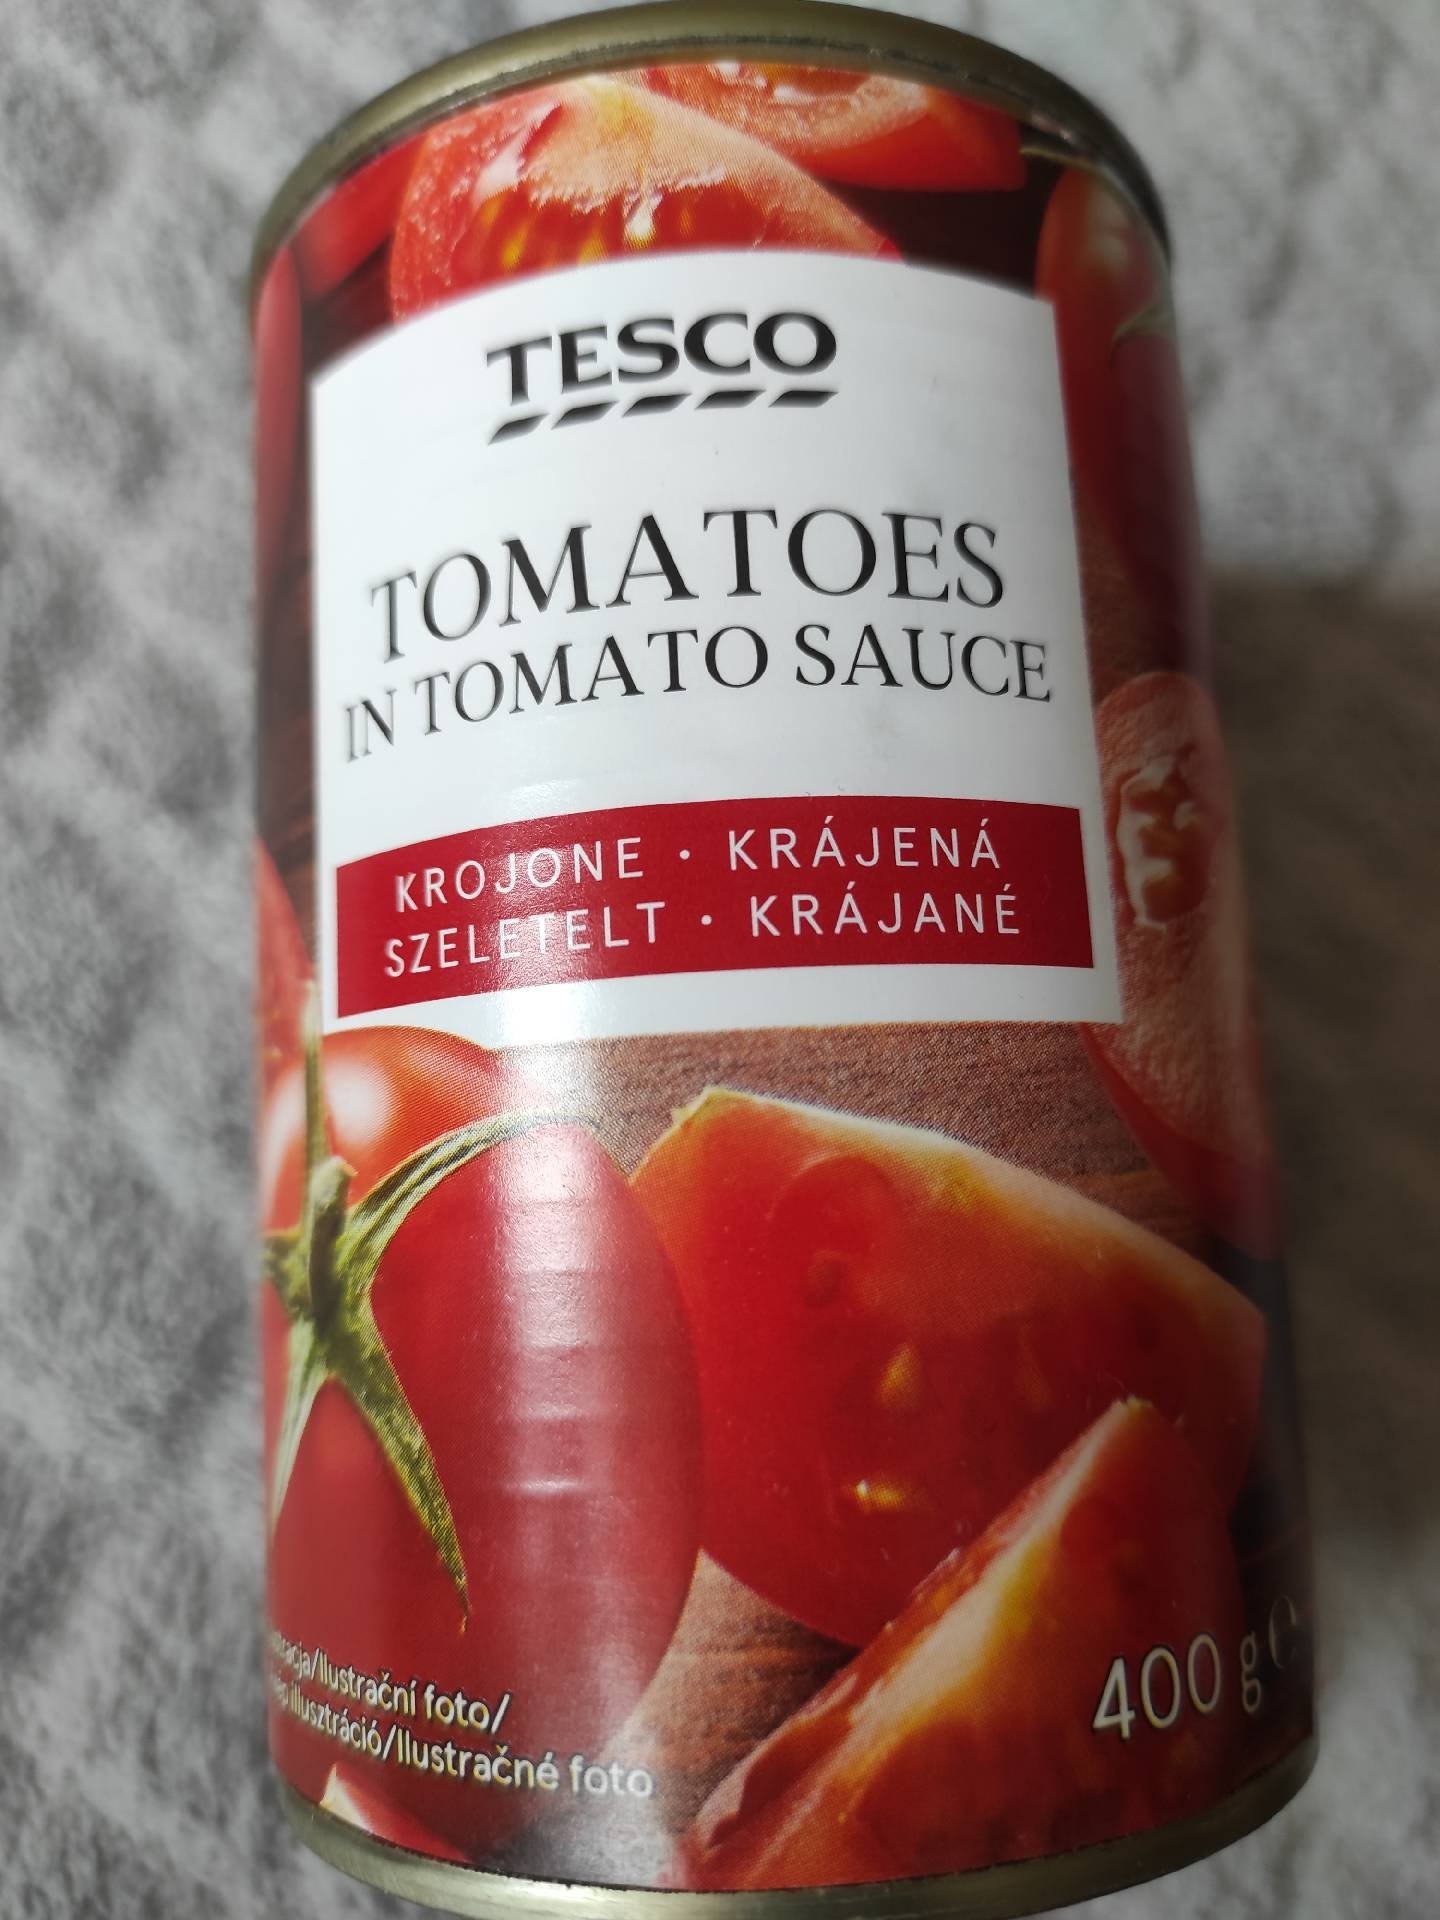 TESCO
TOMATOES
IN TOMATO SAUCE
KROJONE · KRÁJENÁ
SZELETELT · KRÁJANÉ
/Ilustrační foto/
illusztráció/Ilustračné foto
400 g e